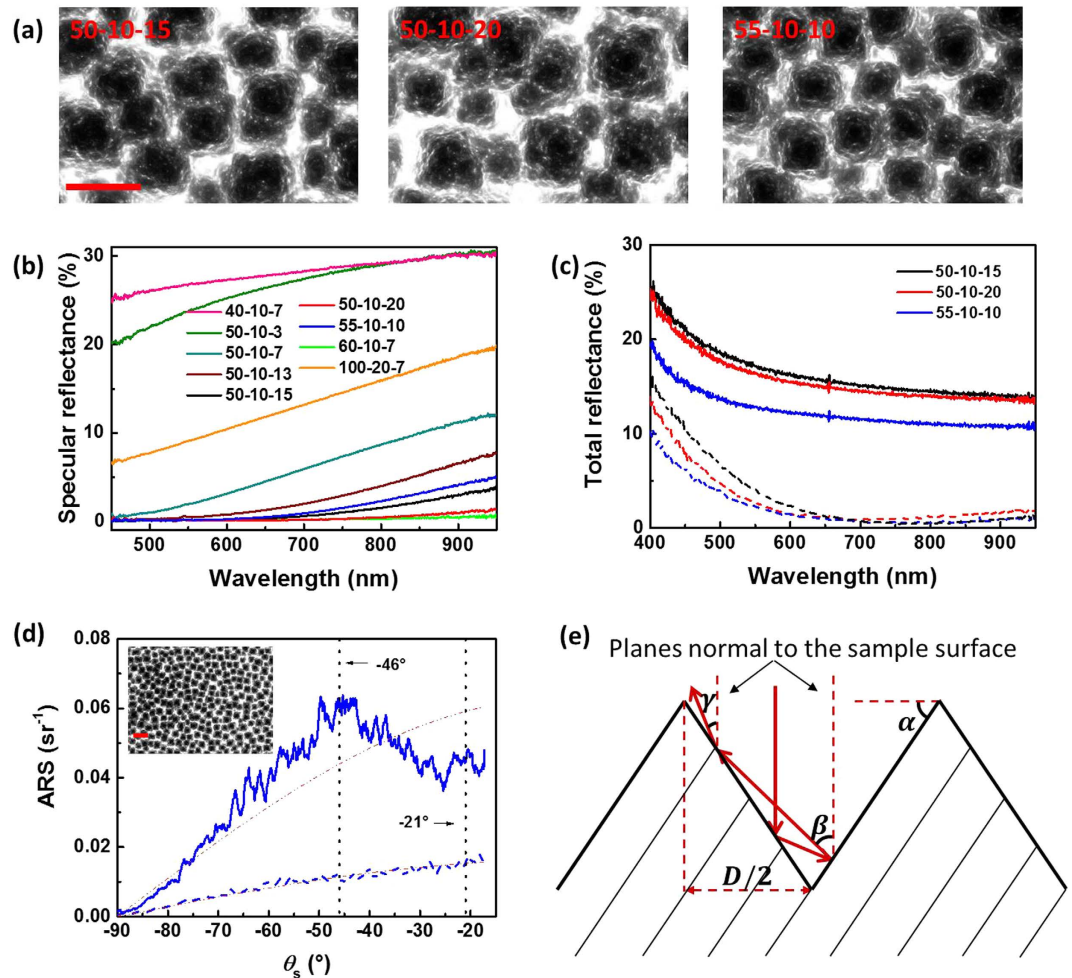 (a)
50-10-15
50-10-20
55-10-10
(b)
Specular reflectance (%)
30
20
10
0
40-10-7
50-10-3
50-10-7
50-10-13
50-10-15
50-10-20
55-10-10
60-10-7
100-20-7
500 600 700 800 900
Wavelength (nm)
(c)
Total reflectance (%)
30
20
10
0
50-10-15
50-10-20
55-10-10
400 500 600 700 800 900
Wavelength (nm)
(d)
ARS (sr⁻¹)
0.08
0.06
0.04
0.02
0.00
-46°
-21°
-90 -80 -70 -60 -50 -40 -30 -20
θs (°)
(e)
Planes normal to the sample surface
γ
α
β
D/2